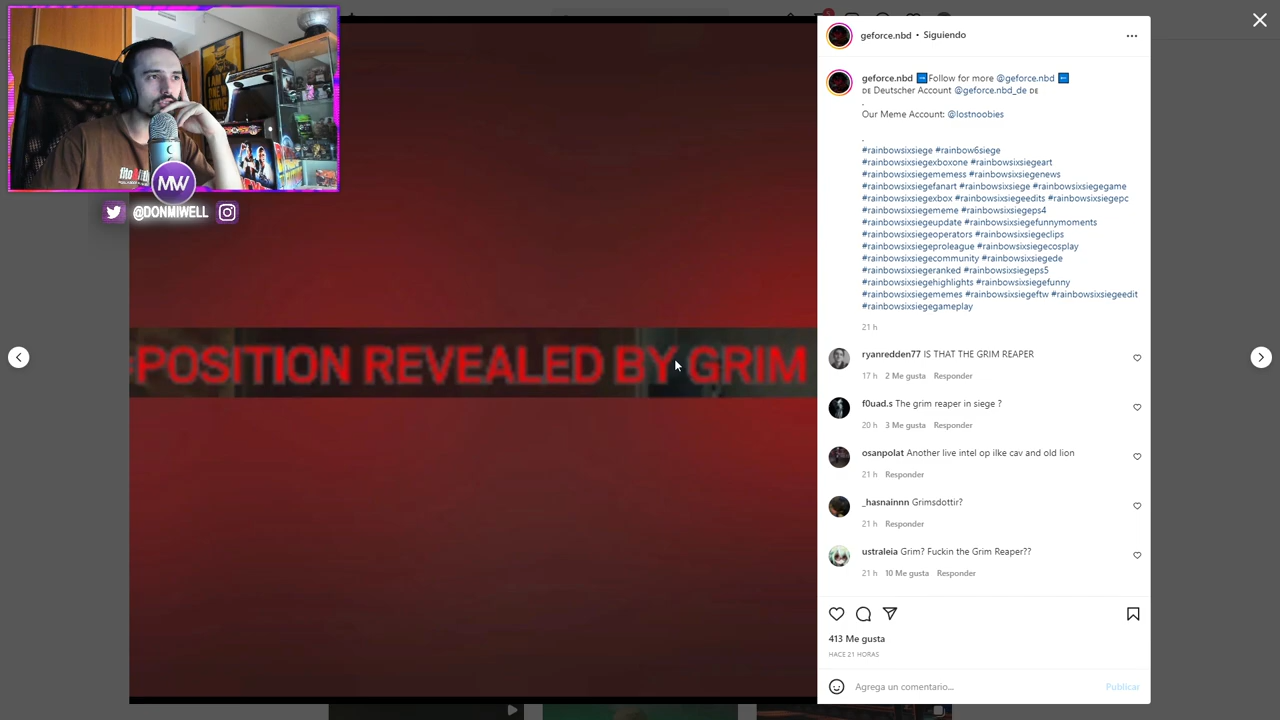 MW
@DONMIWELL
POSITION REVEALED BY GRIM
geforce.nbd • Siguiendo
geforce.nbd ➡️Follow for more @geforce.nbd ⬅️
DE Deutscher Account @geforce.nbd_de DE
.
Our Meme Account: @lostnoobies
.
#rainbowsixsiege #rainbow6siege
#rainbowsixsiegexboxone #rainbowsixsiegeart
#rainbowsixsiegememess #rainbowsixsiegenews
#rainbowsixsiegefanart #rainbowsixsiege #rainbowsixsiegegame
#rainbowsixsiegexbox #rainbowsixsiegeedits #rainbowsixsiegepc
#rainbowsixsiegememe #rainbowsixsiegeps4
#rainbowsixsiegeupdate #rainbowsixsiegefunnymoments
#rainbowsixsiegeoperators #rainbowsixsiegeclips
#rainbowsixsiegeproleague #rainbowsixsiegecosplay
#rainbowsixsiegecommunity #rainbowsixsiegede
#rainbowsixsiegeranked #rainbowsixsiegeps5
#rainbowsixsiegehighlights #rainbowsixsiegefunny
#rainbowsixsiegememes #rainbowsixsiegeftw #rainbowsixsiegeedit
#rainbowsixsiegegameplay
21 h
ryanredden77 IS THAT THE GRIM REAPER
17 h 2 Me gusta Responder
f0uad.s The grim reaper in siege ?
20 h 3 Me gusta Responder
osanpolat Another live intel op ilke cav and old lion
21 h Responder
_hasnainnn Grimsdottir?
21 h Responder
ustraleia Grim? Fuckin the Grim Reaper??
21 h 10 Me gusta Responder
413 Me gusta
HACE 21 HORAS
Agrega un comentario...
Publicar